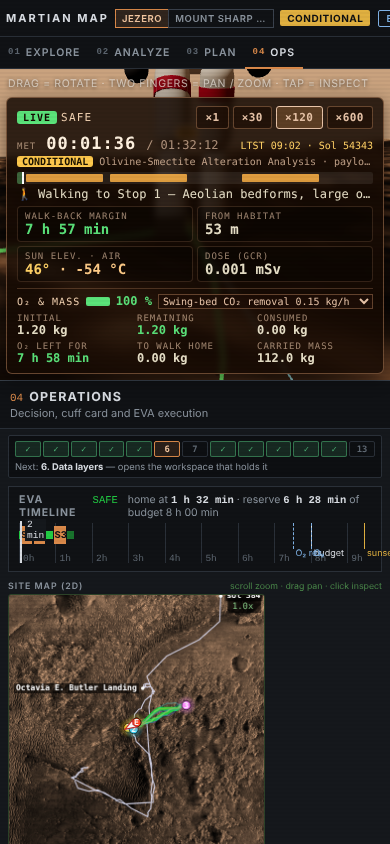 MARTIAN MAP JEZERO MOUNT SHARP … CONDITIONAL
01 EXPLORE 02 ANALYZE 03 PLAN 04 OPS
DRAG = ROTATE · TWO FINGERS = PAN / ZOOM · TAP = INSPECT
LIVE SAFE ×1 ×30 ×120 ×600
MET 00:01:36 / 01:32:12 LTST 09:02 · Sol 54343
CONDITIONAL Olivine-Smectite Alteration Analysis · paylo…
Walking to Stop 1 — Aeolian bedforms, large o…
WALK-BACK MARGIN FROM HABITAT
7 h 57 min 53 m
SUN ELEV. · AIR DOSE (GCR)
46° · -54 °C 0.001 mSv
O₂ & MASS 100 % Swing-bed CO₂ removal 0.15 kg/h
INITIAL REMAINING CONSUMED
1.20 kg 1.20 kg 0.00 kg
O₂ LEFT FOR TO WALK HOME CARRIED MASS
7 h 58 min 0.00 kg 112.0 kg
04 OPERATIONS
Decision, cuff card and EVA execution
✓ ✓ ✓ ✓ ✓ 6 7 ✓ ✓ ✓ ✓ ✓ 13
Next: 6. Data layers — opens the workspace that holds it
EVA TIMELINE SAFE home at 1 h 32 min · reserve 6 h 28 min of
budget 8 h 00 min
2 min S3
O₂ budget sunse
0h 1h 2h 3h 4h 5h 6h 7h 8h 9h
SITE MAP (2D) scroll zoom · drag pan · click inspect
sol 584
1.0x
Octavia E. Butler Landing